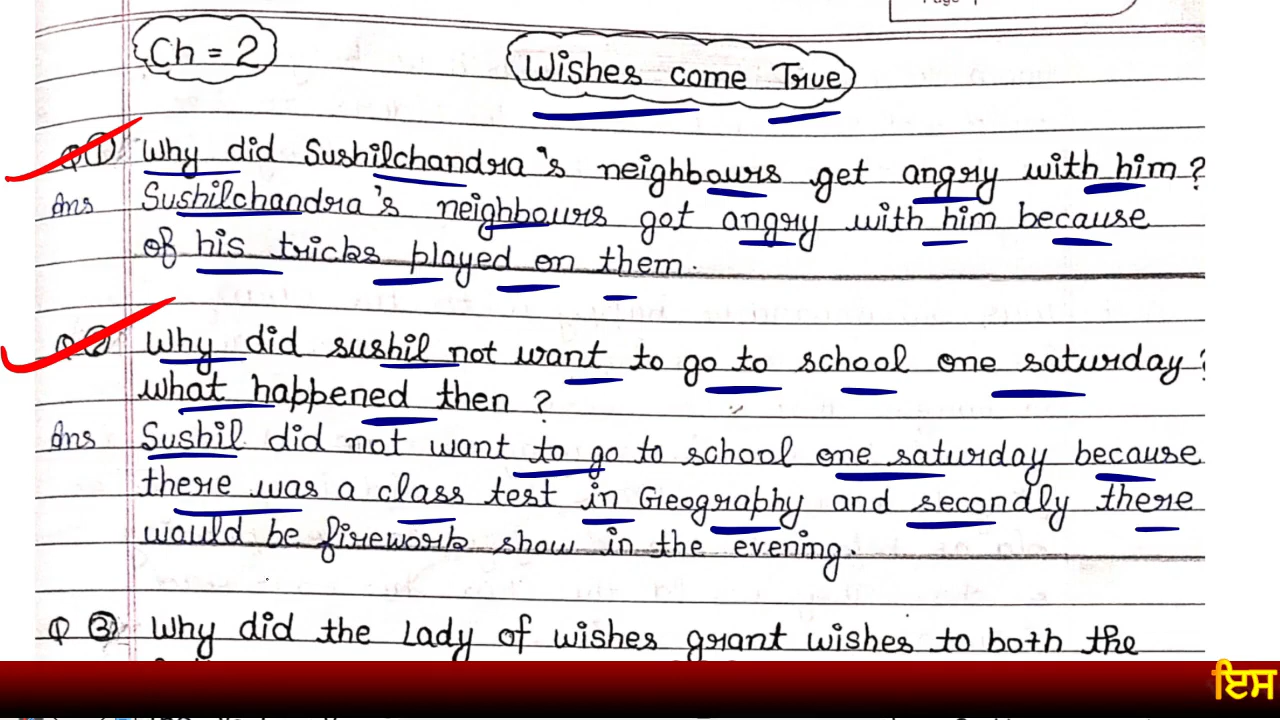 Ch = 2
Wishes come True
Q① Why did Sushilchandra's neighbours get angry with him?
Ans Sushilchandra's neighbours got angry with him because
of his tricks played on them.
Q② Why did sushil not want to go to school one saturday?
what happened then ?
Ans Sushil did not want to go to school one saturday because
there was a class test in Geography and secondly there
would be firework show in the evening.
Q ③ Why did the Lady of wishes grant wishes to both the
ਇਸ